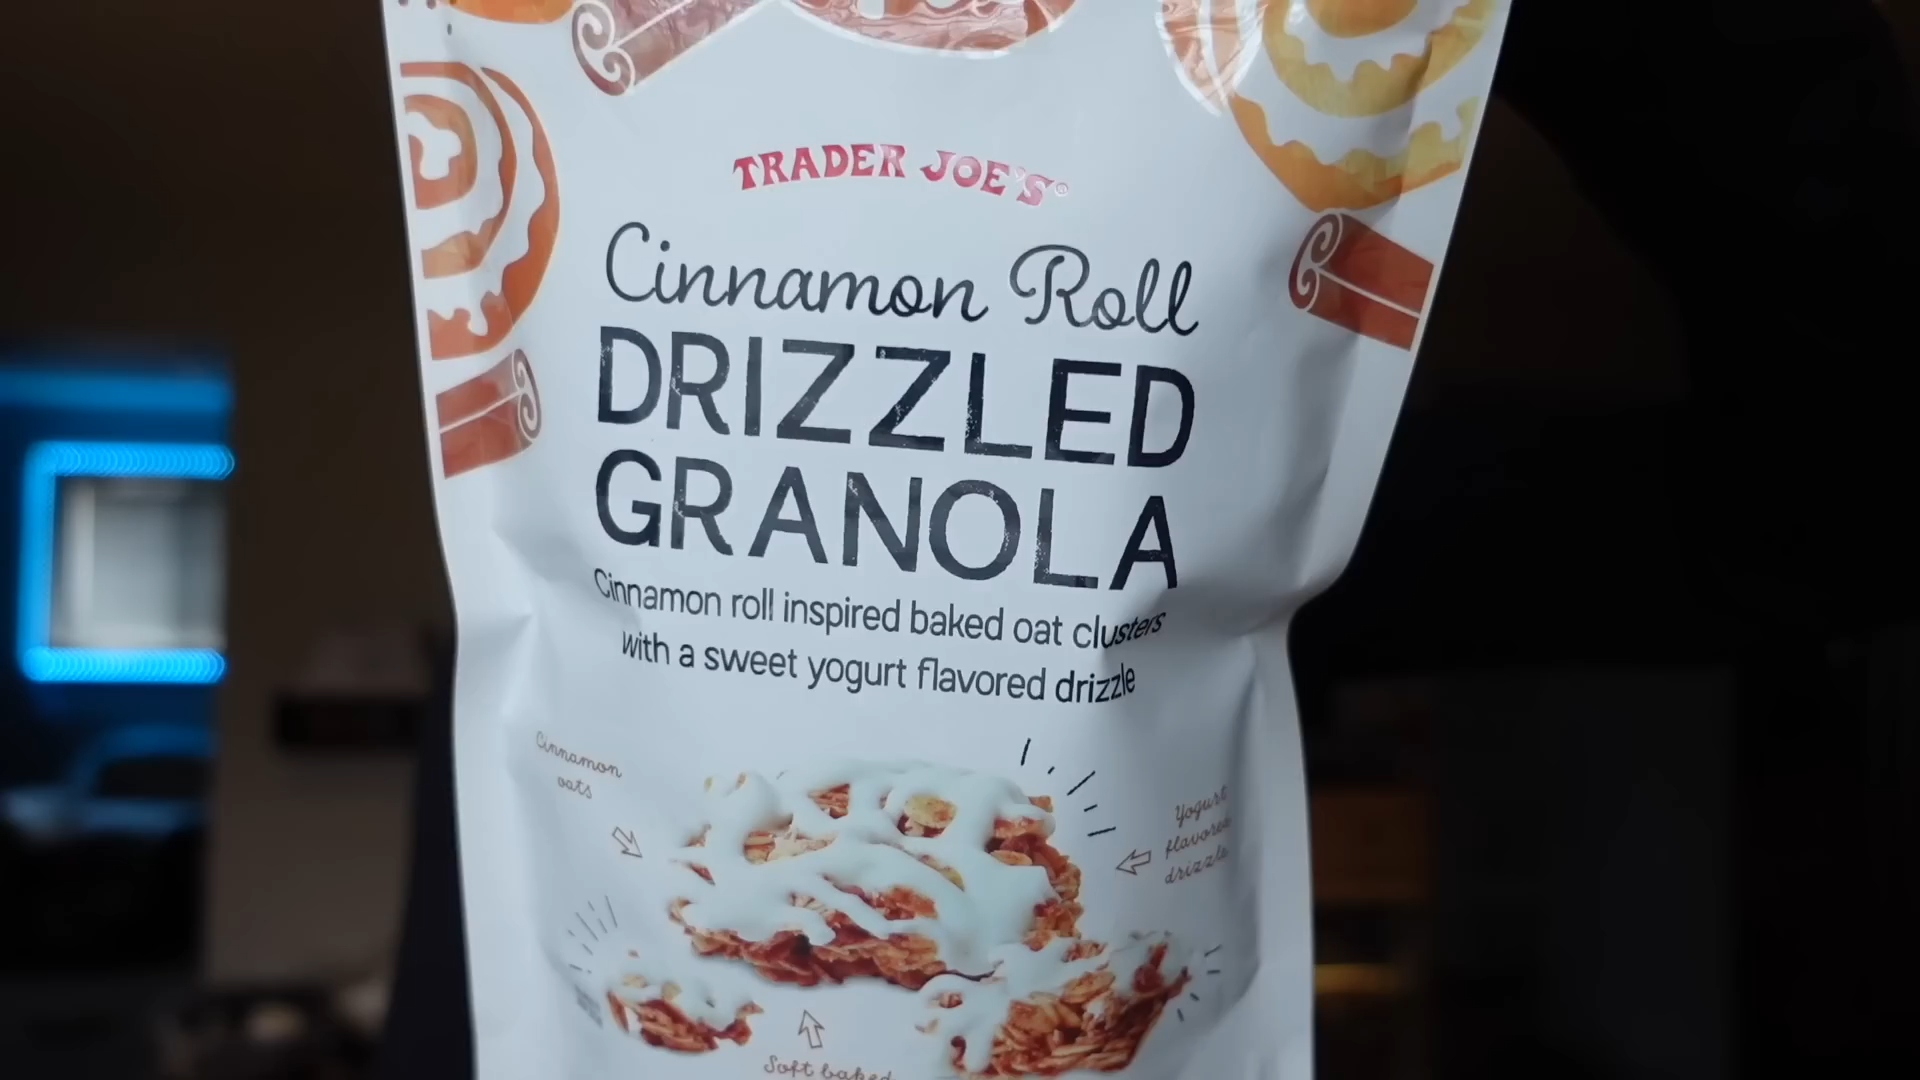 TRADER JOE'S®
Cinnamon Roll
DRIZZLED
GRANOLA
Cinnamon roll inspired baked oat clusters
with a sweet yogurt flavored drizzle
Cinnamon
oats
Yogurt
flavored
drizzle
Soft baked